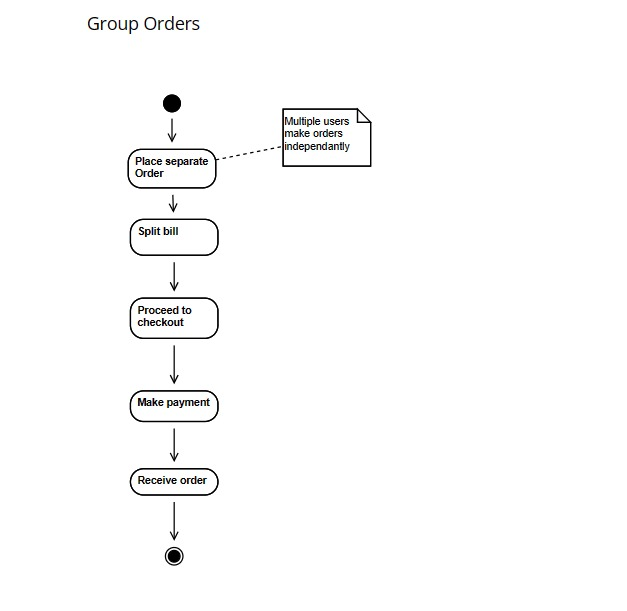 Group Orders
Multiple users
make orders
independantly
Place separate
Order
Split bill
Proceed to
checkout
Make payment
Receive order